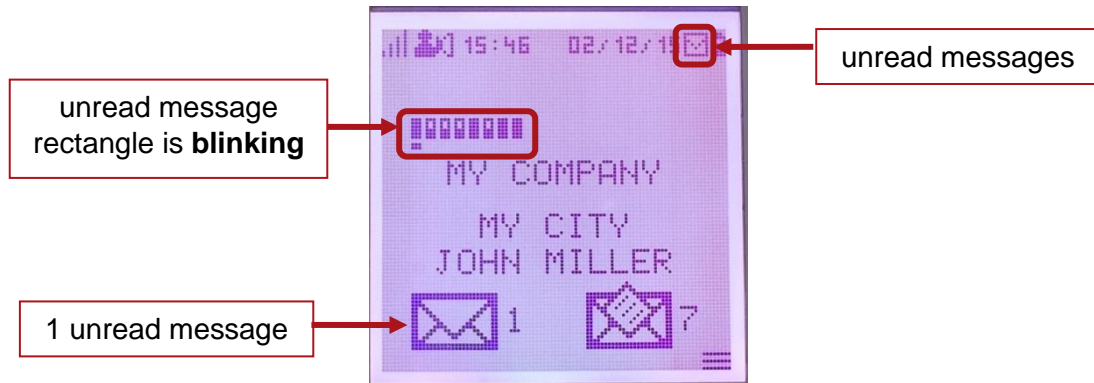 15:46 02/12/15
unread messages
unread message
rectangle is blinking
MY COMPANY
MY CITY
JOHN MILLER
1 unread message
1
7